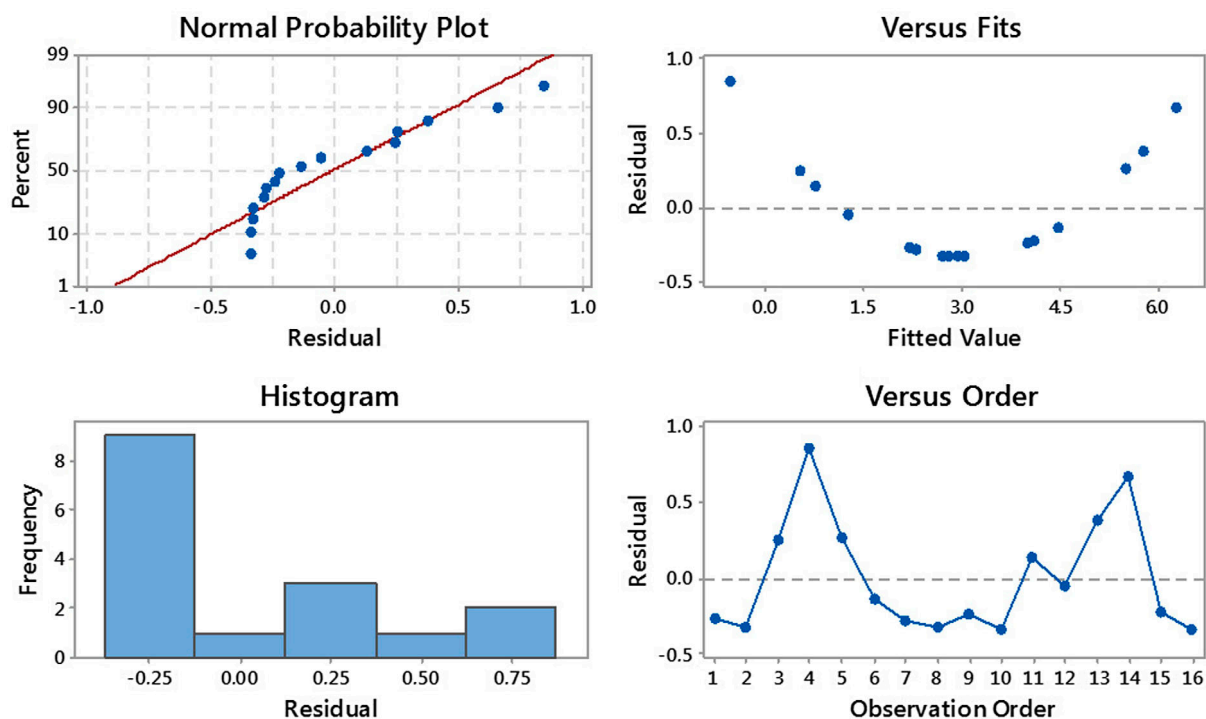 Normal Probability Plot
99
90
50
10
1
Percent
-1.0 -0.5 0.0 0.5 1.0
Residual
Versus Fits
1.0
0.5
0.0
-0.5
Residual
0.0 1.5 3.0 4.5 6.0
Fitted Value
Histogram
8
6
4
2
0
Frequency
-0.25 0.00 0.25 0.50 0.75
Residual
Versus Order
1.0
0.5
0.0
-0.5
Residual
1 2 3 4 5 6 7 8 9 10 11 12 13 14 15 16
Observation Order